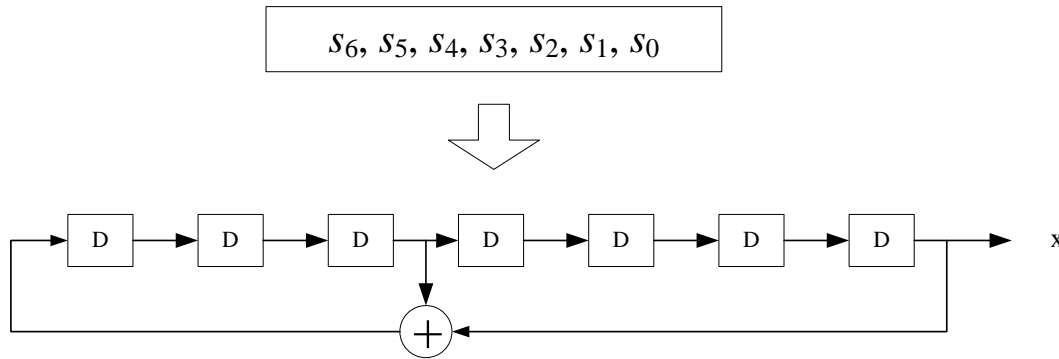 s₆, s₅, s₄, s₃, s₂, s₁, s₀
D D D D D D D x
+